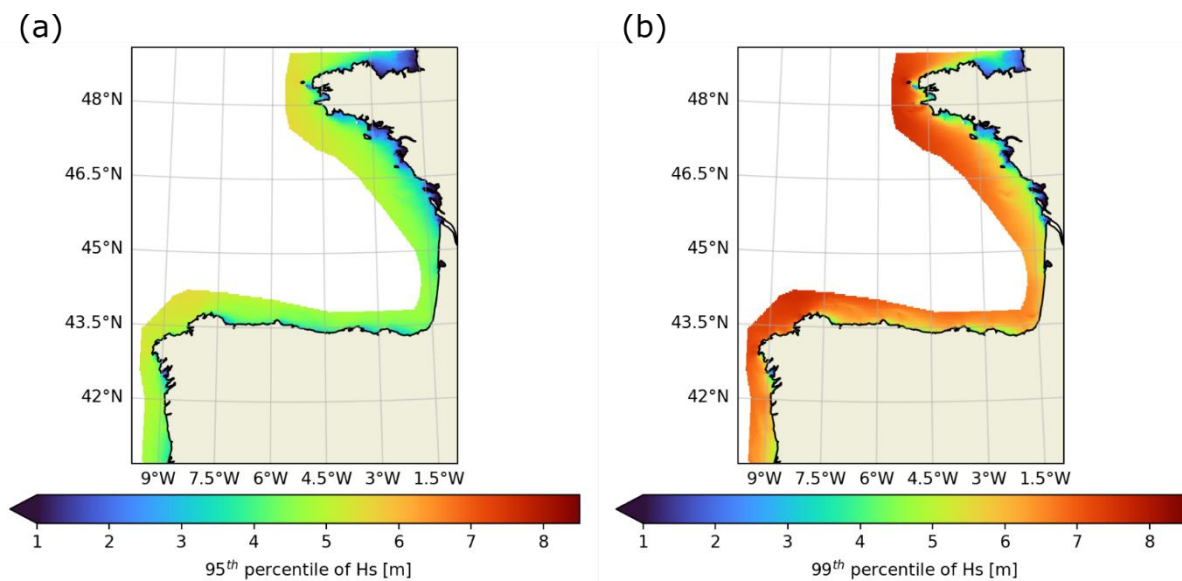 (a)
(b)
48°N
46.5°N
45°N
43.5°N
42°N
9°W 7.5°W 6°W 4.5°W 3°W 1.5°W
1 2 3 4 5 6 7 8
95th percentile of Hs [m]
48°N
46.5°N
45°N
43.5°N
42°N
9°W 7.5°W 6°W 4.5°W 3°W 1.5°W
1 2 3 4 5 6 7 8
99th percentile of Hs [m]